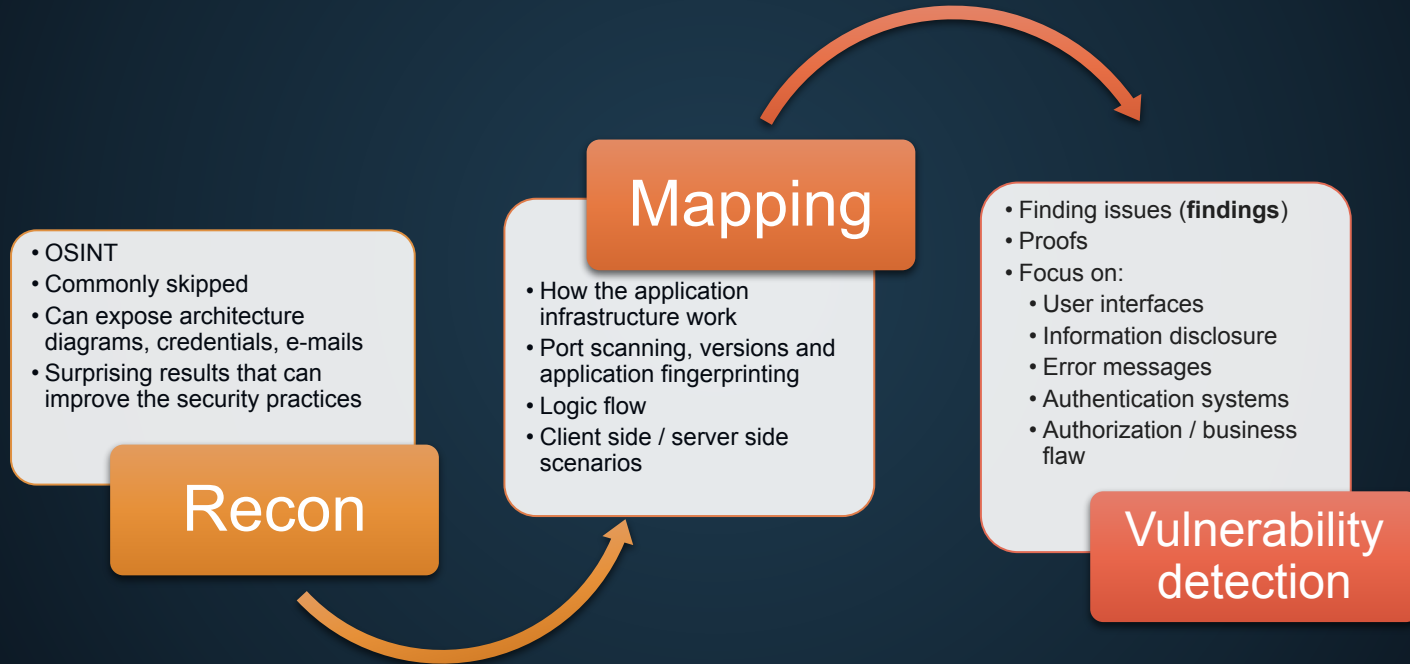 • OSINT
• Commonly skipped
• Can expose architecture
diagrams, credentials, e-mails
• Surprising results that can
improve the security practices
Recon
Mapping
• How the application
infrastructure work
• Port scanning, versions and
application fingerprinting
• Logic flow
• Client side / server side
scenarios
• Finding issues (findings)
• Proofs
• Focus on:
• User interfaces
• Information disclosure
• Error messages
• Authentication systems
• Authorization / business
flaw
Vulnerability
detection